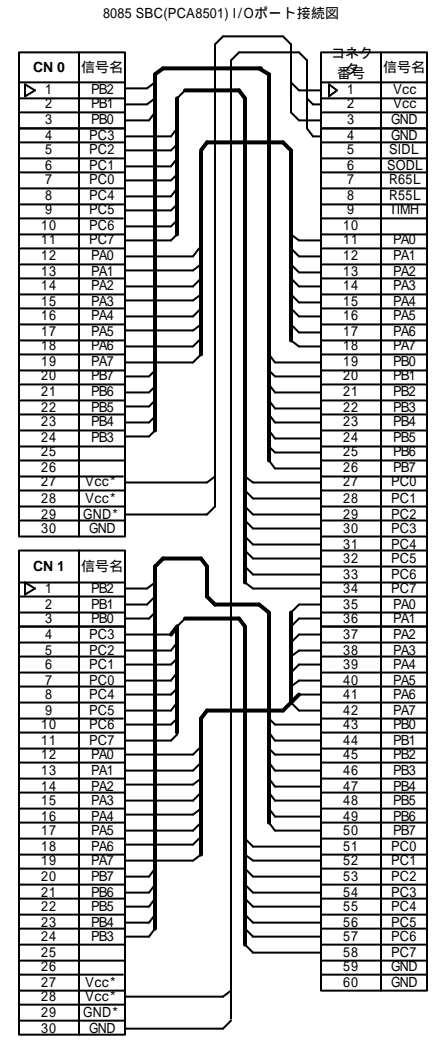 8085 SBC(PCA8501) I/Oポート接続図
CN 0 信号名
1 PB2
2 PB1
3 PB0
4 PC3
5 PC2
6 PC1
7 PC0
8 PC4
9 PC5
10 PC6
11 PC7
12 PA0
13 PA1
14 PA2
15 PA3
16 PA4
17 PA5
18 PA6
19 PA7
20 PB7
21 PB6
22 PB5
23 PB4
24 PB3
25
26
27 Vcc*
28 Vcc*
29 GND*
30 GND
CN 1 信号名
1 PB2
2 PB1
3 PB0
4 PC3
5 PC2
6 PC1
7 PC0
8 PC4
9 PC5
10 PC6
11 PC7
12 PA0
13 PA1
14 PA2
15 PA3
16 PA4
17 PA5
18 PA6
19 PA7
20 PB7
21 PB6
22 PB5
23 PB4
24 PB3
25
26
27 Vcc*
28 Vcc*
29 GND*
30 GND
コネク
タ
番号 信号名
1 Vcc
2 Vcc
3 GND
4 GND
5 SIDL
6 SODL
7 R65L
8 R55L
9 TIMH
10
11 PA0
12 PA1
13 PA2
14 PA3
15 PA4
16 PA5
17 PA6
18 PA7
19 PB0
20 PB1
21 PB2
22 PB3
23 PB4
24 PB5
25 PB6
26 PB7
27 PC0
28 PC1
29 PC2
30 PC3
31 PC4
32 PC5
33 PC6
34 PC7
35 PA0
36 PA1
37 PA2
38 PA3
39 PA4
40 PA5
41 PA6
42 PA7
43 PB0
44 PB1
45 PB2
46 PB3
47 PB4
48 PB5
49 PB6
50 PB7
51 PC0
52 PC1
53 PC2
54 PC3
55 PC4
56 PC5
57 PC6
58 PC7
59 GND
60 GND